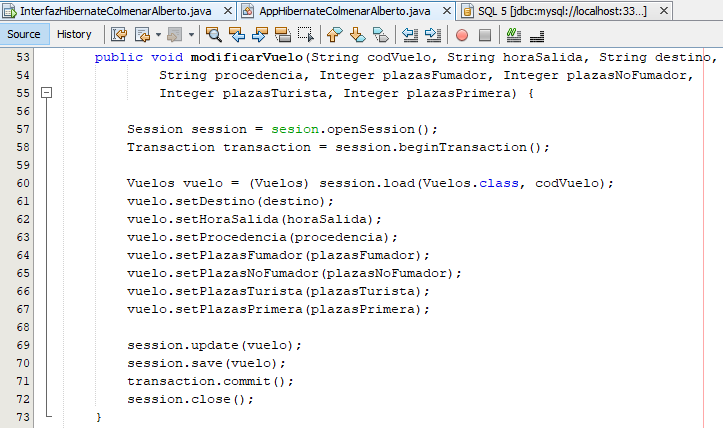 InterfazHibernateColmenarAlberto.java AppHibernateColmenarAlberto.java SQL 5 [jdbc:mysql://localhost:33...]
Source History
53 public void modificarVuelo(String codVuelo, String horaSalida, String destino,
54 String procedencia, Integer plazasFumador, Integer plazasNoFumador,
55 Integer plazasTurista, Integer plazasPrimera) {
56
57 Session session = sesion.openSession();
58 Transaction transaction = session.beginTransaction();
59
60 Vuelos vuelo = (Vuelos) session.load(Vuelos.class, codVuelo);
61 vuelo.setDestino(destino);
62 vuelo.setHoraSalida(horaSalida);
63 vuelo.setProcedencia(procedencia);
64 vuelo.setPlazasFumador(plazasFumador);
65 vuelo.setPlazasNoFumador(plazasNoFumador);
66 vuelo.setPlazasTurista(plazasTurista);
67 vuelo.setPlazasPrimera(plazasPrimera);
68
69 session.update(vuelo);
70 session.save(vuelo);
71 transaction.commit();
72 session.close();
73 }